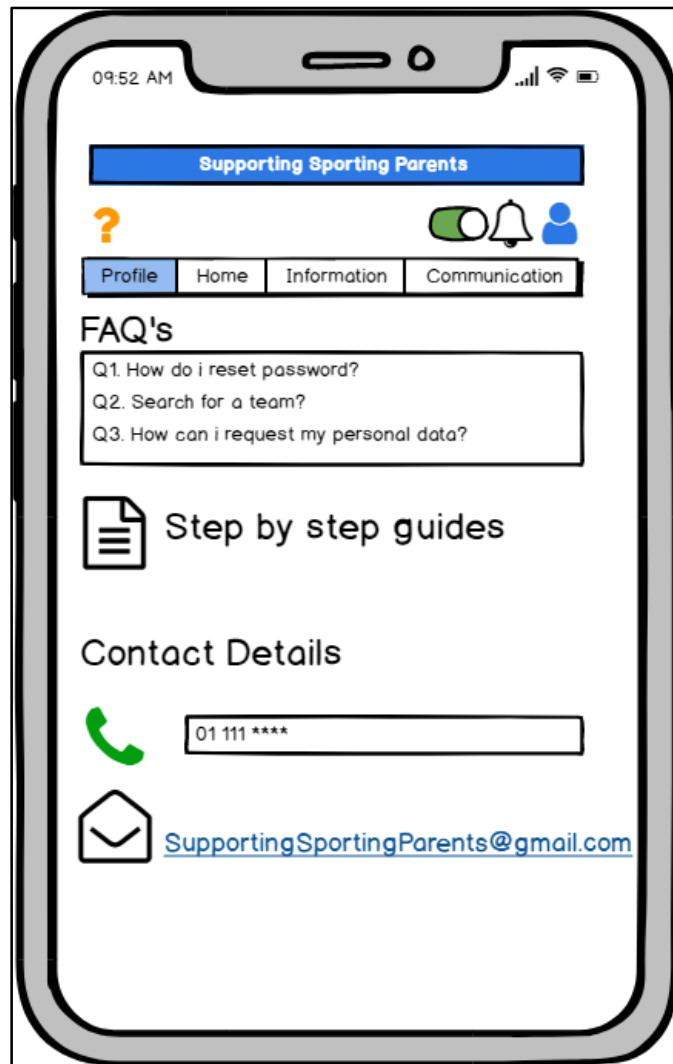 09:52 AM
Supporting Sporting Parents
?
Profile Home Information Communication
FAQ's
Q1. How do i reset password?
Q2. Search for a team?
Q3. How can i request my personal data?
Step by step guides
Contact Details
01 111 ****
SupportingSportingParents@gmail.com